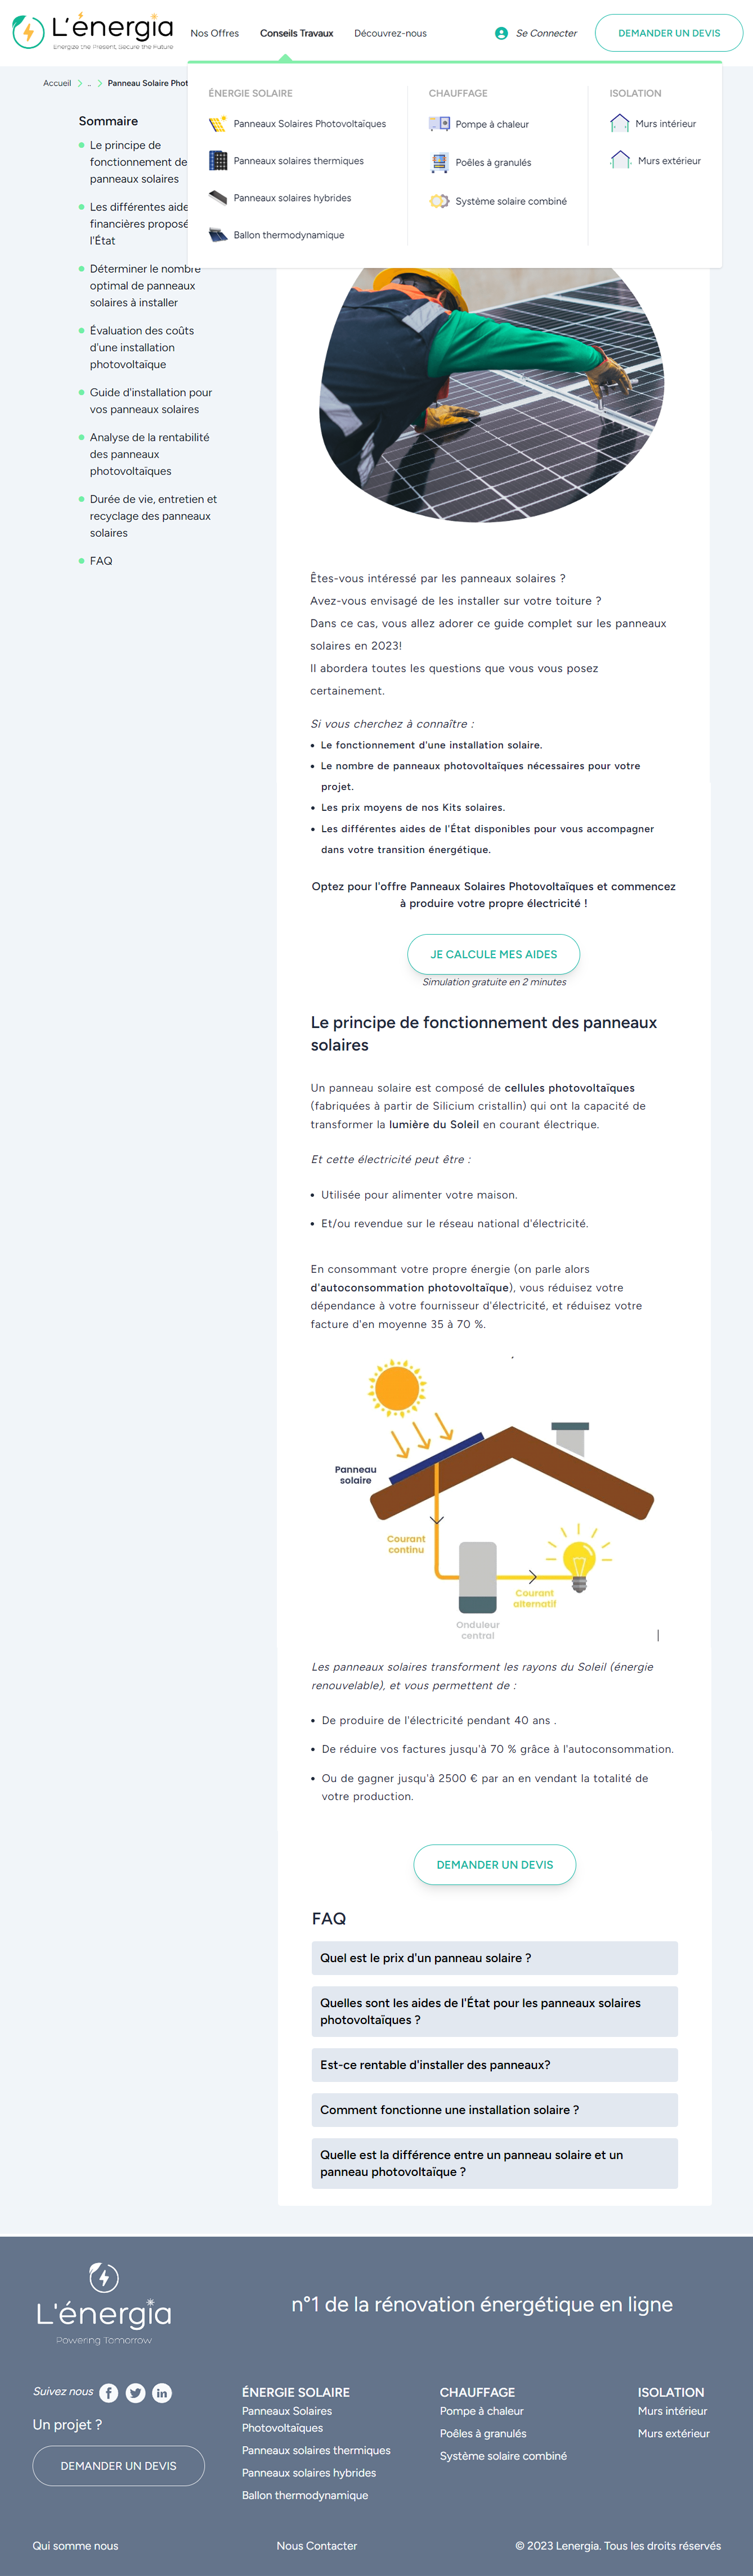 L'énergia
Energize the Present, Secure the Future
Nos Offres
Conseils Travaux
Découvrez-nous
Se Connecter
DEMANDER UN DEVIS
Accueil > .. > Panneau Solaire Phot
ÉNERGIE SOLAIRE
Panneaux Solaires Photovoltaïques
Panneaux solaires thermiques
Panneaux solaires hybrides
Ballon thermodynamique
CHAUFFAGE
Pompe à chaleur
Poêles à granulés
Système solaire combiné
ISOLATION
Murs intérieur
Murs extérieur
Sommaire
Le principe de
fonctionnement de
panneaux solaires
Les différentes aide
financières proposé
l'État
Déterminer le nombre
optimal de panneaux
solaires à installer
Évaluation des coûts
d'une installation
photovoltaïque
Guide d'installation pour
vos panneaux solaires
Analyse de la rentabilité
des panneaux
photovoltaïques
Durée de vie, entretien et
recyclage des panneaux
solaires
FAQ
Êtes-vous intéressé par les panneaux solaires ?
Avez-vous envisagé de les installer sur votre toiture ?
Dans ce cas, vous allez adorer ce guide complet sur les panneaux
solaires en 2023!
Il abordera toutes les questions que vous vous posez
certainement.
Si vous cherchez à connaître :
• Le fonctionnement d'une installation solaire.
• Le nombre de panneaux photovoltaïques nécessaires pour votre
projet.
• Les prix moyens de nos Kits solaires.
• Les différentes aides de l'État disponibles pour vous accompagner
dans votre transition énergétique.
Optez pour l'offre Panneaux Solaires Photovoltaïques et commencez
à produire votre propre électricité !
JE CALCULE MES AIDES
Simulation gratuite en 2 minutes
Le principe de fonctionnement des panneaux
solaires
Un panneau solaire est composé de cellules photovoltaïques
(fabriquées à partir de Silicium cristallin) qui ont la capacité de
transformer la lumière du Soleil en courant électrique.
Et cette électricité peut être :
• Utilisée pour alimenter votre maison.
• Et/ou revendue sur le réseau national d'électricité.
En consommant votre propre énergie (on parle alors
d'autoconsommation photovoltaïque), vous réduisez votre
dépendance à votre fournisseur d'électricité, et réduisez votre
facture d'en moyenne 35 à 70 %.
Panneau
solaire
Courant
continu
Courant
alternatif
Onduleur
central
Les panneaux solaires transforment les rayons du Soleil (énergie
renouvelable), et vous permettent de :
• De produire de l'électricité pendant 40 ans .
• De réduire vos factures jusqu'à 70 % grâce à l'autoconsommation.
• Ou de gagner jusqu'à 2500 € par an en vendant la totalité de
votre production.
DEMANDER UN DEVIS
FAQ
Quel est le prix d'un panneau solaire ?
Quelles sont les aides de l'État pour les panneaux solaires
photovoltaïques ?
Est-ce rentable d'installer des panneaux?
Comment fonctionne une installation solaire ?
Quelle est la différence entre un panneau solaire et un
panneau photovoltaïque ?
L'énergia
Powering Tomorrow
n°1 de la rénovation énergétique en ligne
Suivez nous
Un projet ?
DEMANDER UN DEVIS
ÉNERGIE SOLAIRE
Panneaux Solaires
Photovoltaïques
Panneaux solaires thermiques
Panneaux solaires hybrides
Ballon thermodynamique
CHAUFFAGE
Pompe à chaleur
Poêles à granulés
Système solaire combiné
ISOLATION
Murs intérieur
Murs extérieur
Qui somme nous
Nous Contacter
© 2023 Lenergia. Tous les droits réservés